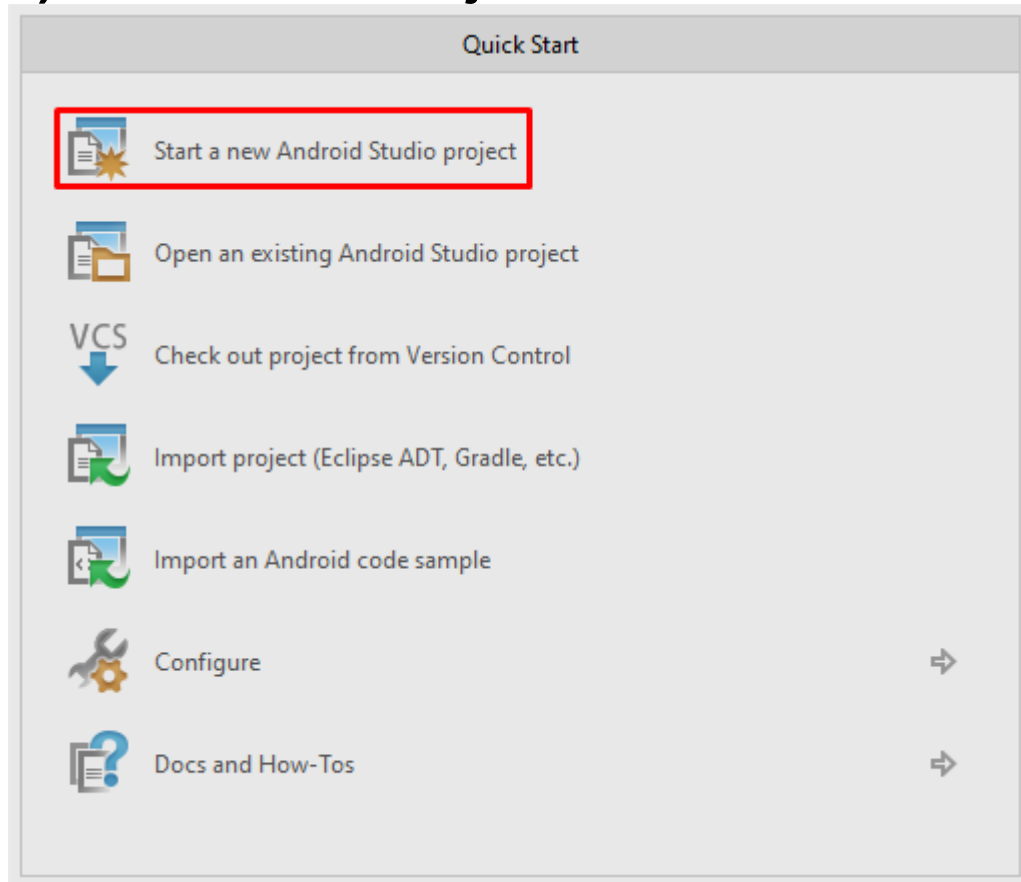 Quick Start
Start a new Android Studio project
Open an existing Android Studio project
VCS
Check out project from Version Control
Import project (Eclipse ADT, Gradle, etc.)
Import an Android code sample
Configure
Docs and How-Tos